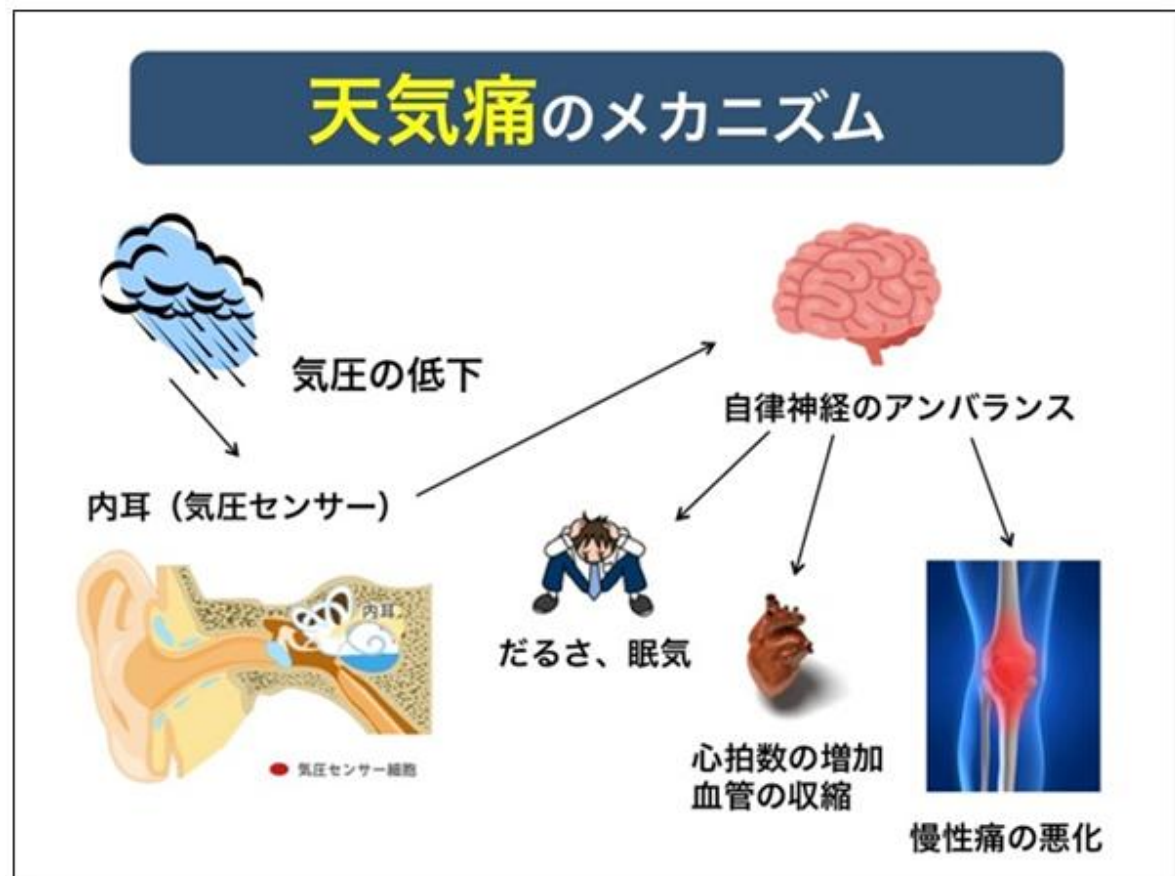 天気痛のメカニズム
気圧の低下
自律神経のアンバランス
内耳（気圧センサー）
内耳
気圧センサー細胞
だるさ、眠気
心拍数の増加
血管の収縮
慢性痛の悪化